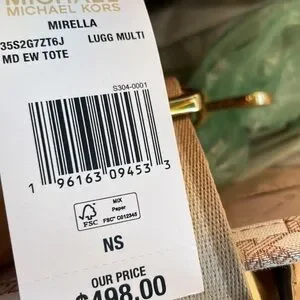 MICHAEL
MICHAEL KORS
MIRELLA
35S2G7ZT6J LUGG MULTI
MD EW TOTE
S304-0001
1 96163 09453 3
FSC
MIX
Paper
FSC® C012345
NS
OUR PRICE
$498.00